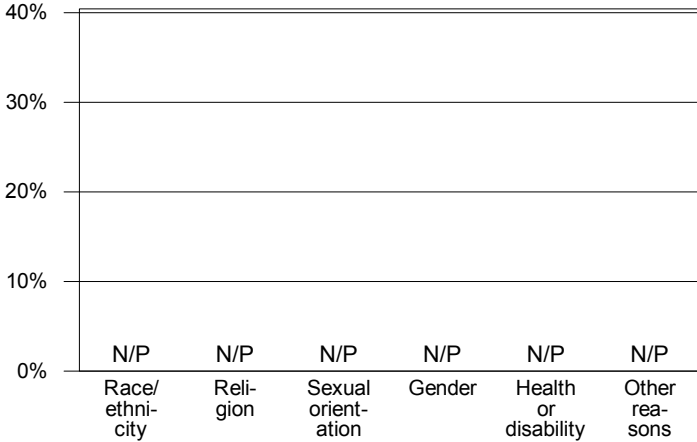 40%
30%
20%
10%
0%
N/P N/P N/P N/P N/P N/P
Race/
ethni-
city
Reli-
gion
Sexual
orient-
ation
Gender
Health
or
disability
Other
rea-
sons